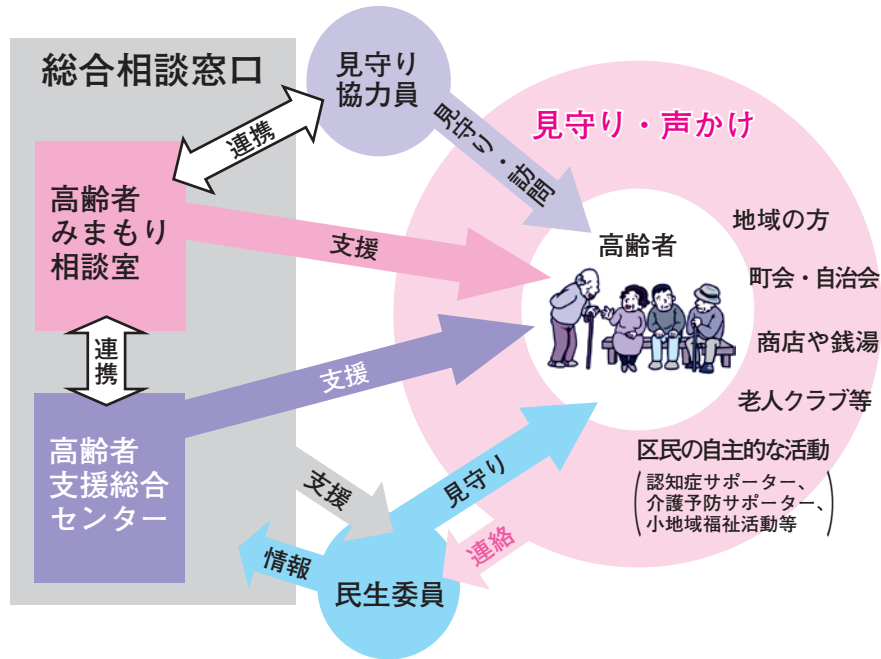 総合相談窓口
見守り
協力員
連携
見守り・訪問
見守り・声かけ
高齢者
みまもり
相談室
支援
高齢者
地域の方
町会・自治会
商店や銭湯
老人クラブ等
区民の自主的な活動
(認知症サポーター、
介護予防サポーター、
小地域福祉活動等)
連携
支援
高齢者
支援総合
センター
支援
見守り
連絡
情報
民生委員